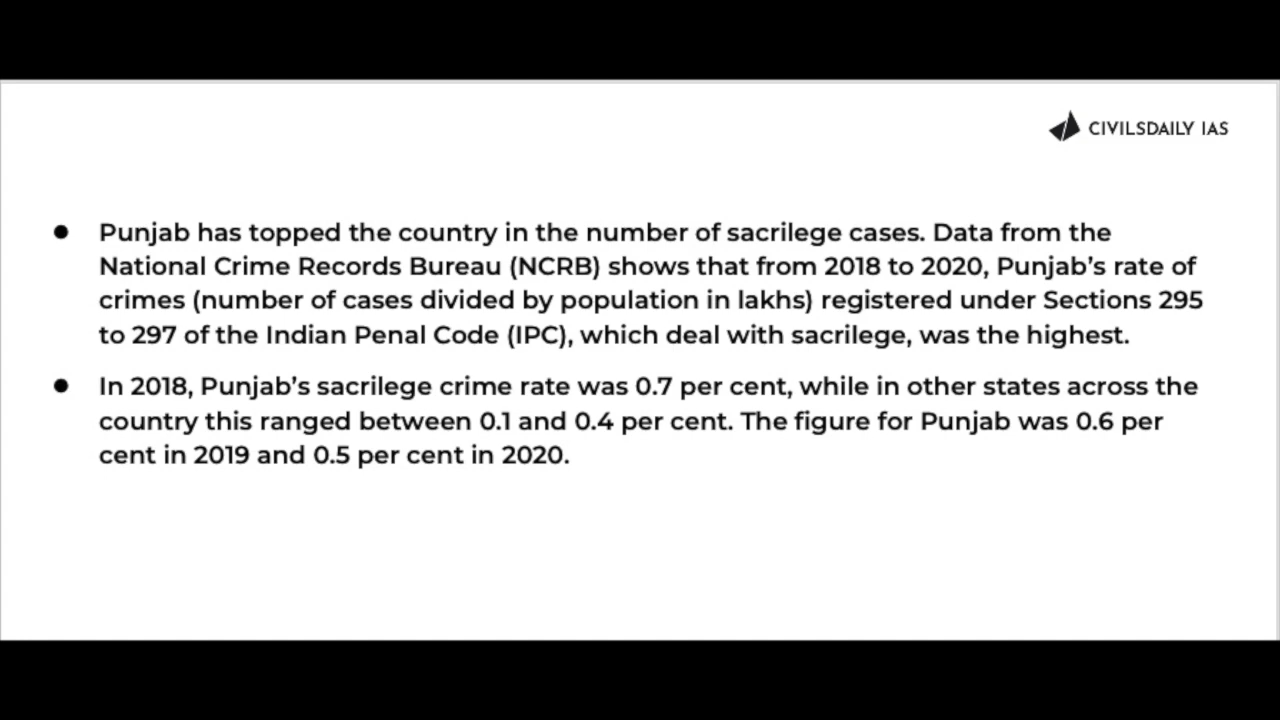 CIVILSDAILY IAS
● Punjab has topped the country in the number of sacrilege cases. Data from the
National Crime Records Bureau (NCRB) shows that from 2018 to 2020, Punjab’s rate of
crimes (number of cases divided by population in lakhs) registered under Sections 295
to 297 of the Indian Penal Code (IPC), which deal with sacrilege, was the highest.
● In 2018, Punjab’s sacrilege crime rate was 0.7 per cent, while in other states across the
country this ranged between 0.1 and 0.4 per cent. The figure for Punjab was 0.6 per
cent in 2019 and 0.5 per cent in 2020.